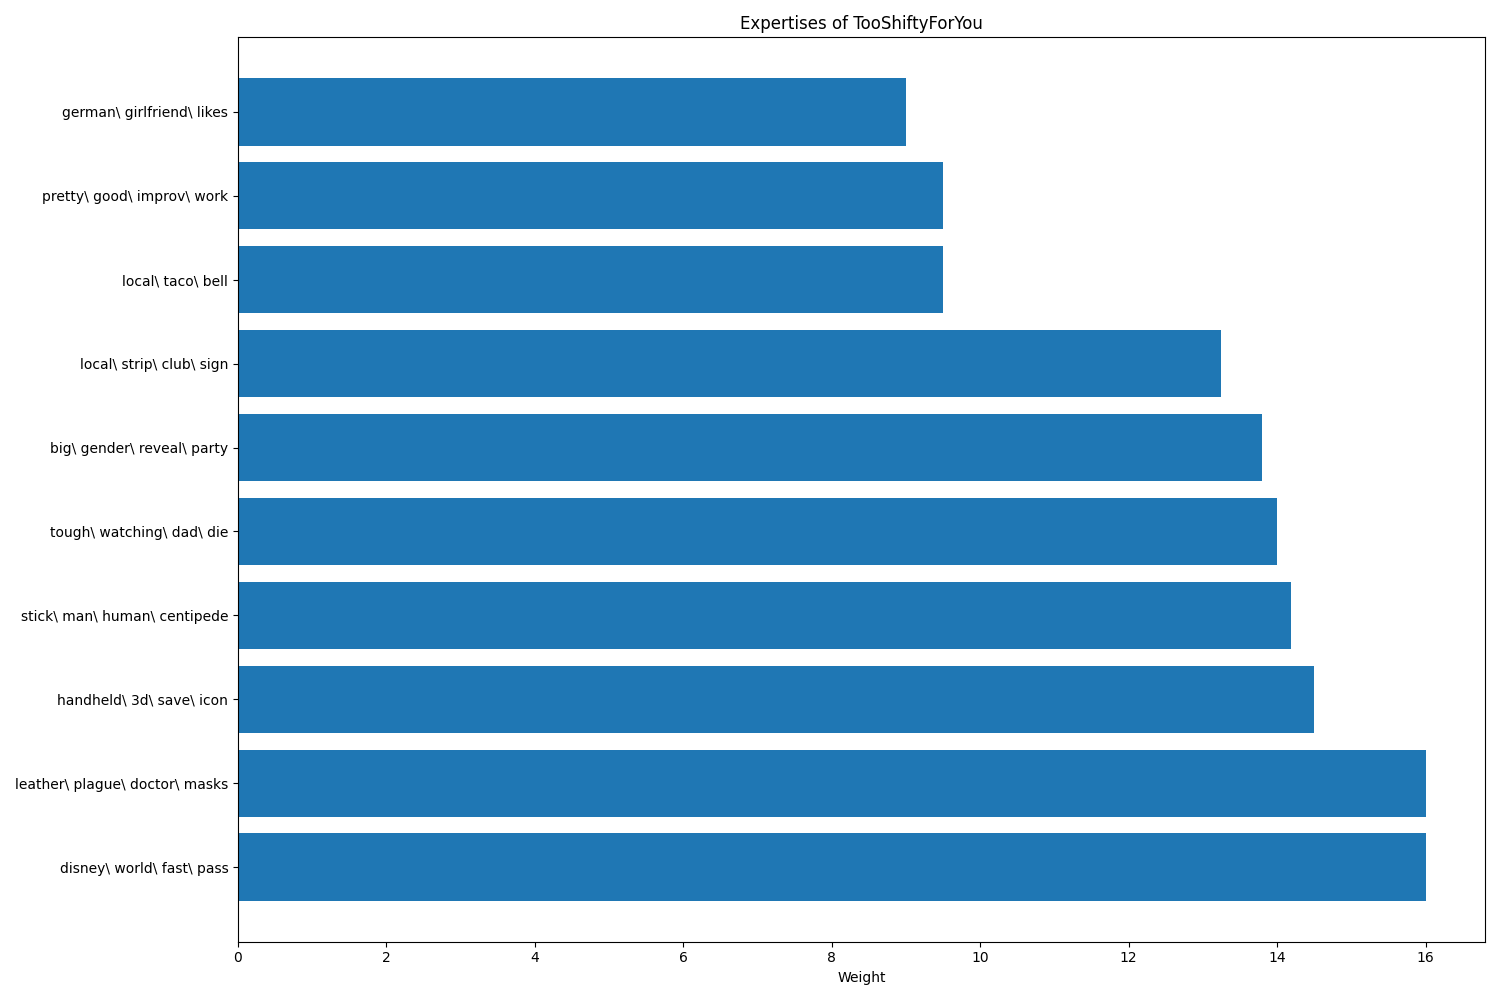 Expertises of TooShiftyForYou
german\ girlfriend\ likes
pretty\ good\ improv\ work
local\ taco\ bell
local\ strip\ club\ sign
big\ gender\ reveal\ party
tough\ watching\ dad\ die
stick\ man\ human\ centipede
handheld\ 3d\ save\ icon
leather\ plague\ doctor\ masks
disney\ world\ fast\ pass
0 2 4 6 8 10 12 14 16
Weight